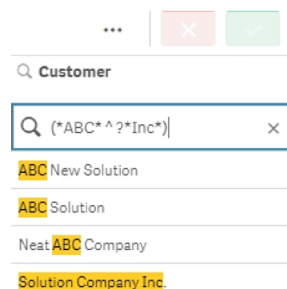 ...
Customer
(*ABC* ^ ?*Inc*)
ABC New Solution
ABC Solution
Neat ABC Company
Solution Company Inc.